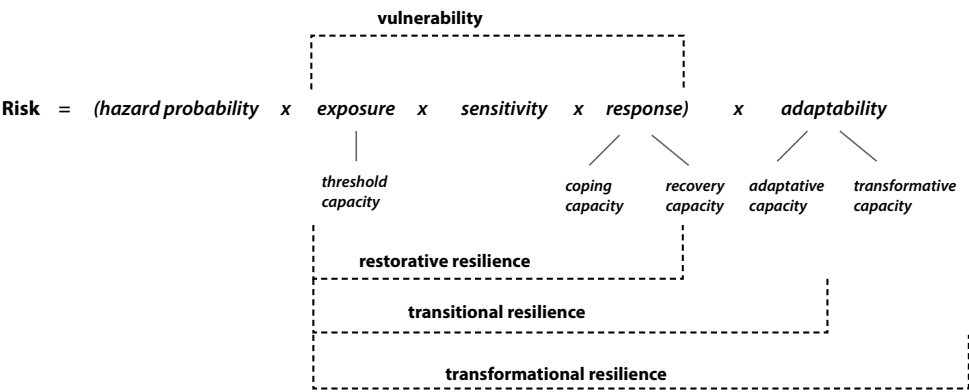 vulnerability
Risk = (hazard probability x exposure x sensitivity x response) x adaptability
threshold
capacity
coping
capacity
recovery
capacity
adaptative
capacity
transformative
capacity
restorative resilience
transitional resilience
transformational resilience